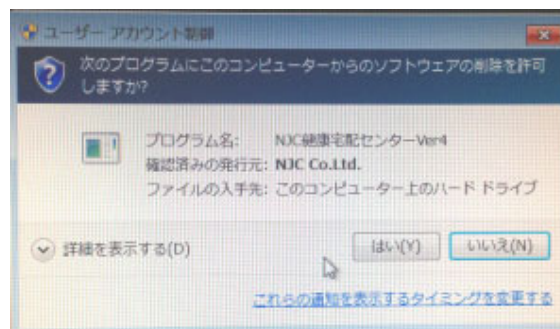 ユーザー アカウント制御
次のプログラムにこのコンピューターからのソフトウェアの削除を許可
しますか?
プログラム名: NJC健康宅配センターVer4
確認済みの発行元: NJC Co.Ltd.
ファイルの入手先: このコンピューター上のハード ドライブ
詳細を表示する(D) はい(Y) いいえ(N)
これらの通知を表示するタイミングを変更する